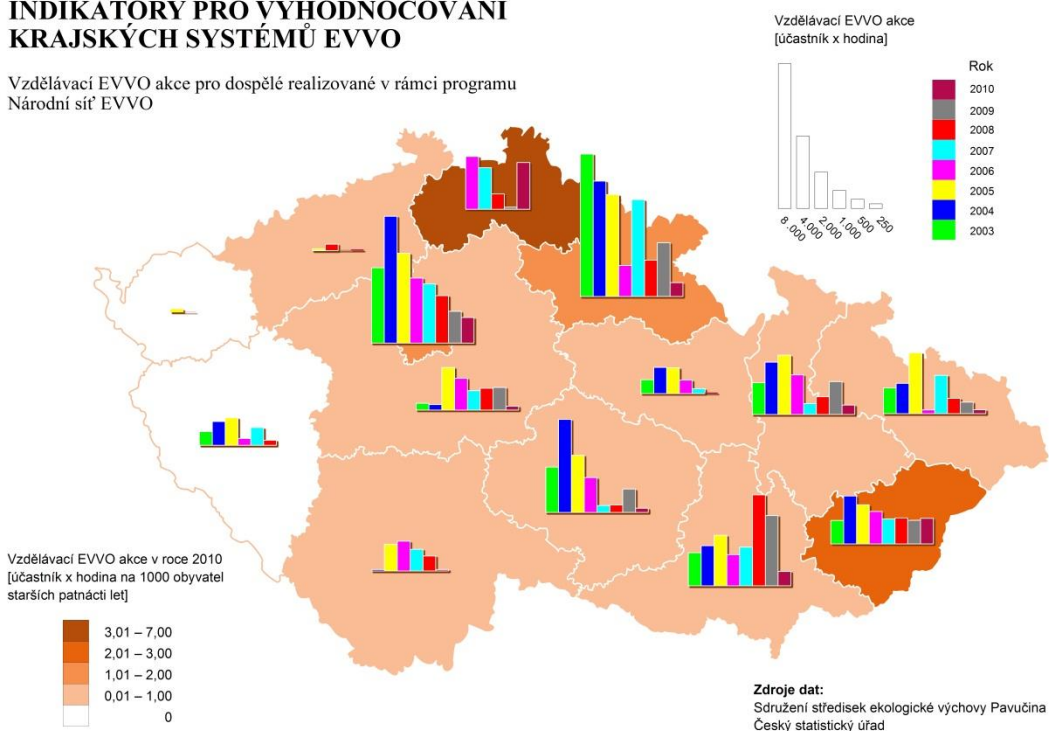 INDIKÁTORY PRO VYHODNOCOVÁNÍ
KRAJSKÝCH SYSTÉMŮ EVVO
Vzdělávací EVVO akce pro dospělé realizované v rámci programu
Národní síť EVVO
Vzdělávací EVVO akce
[účastník x hodina]
8 .000
4.000
2.000
1.000
500
250
Rok
2010
2009
2008
2007
2006
2005
2004
2003
Vzdělávací EVVO akce v roce 2010
[účastník x hodina na 1000 obyvatel
starších patnácti let]
3,01 – 7,00
2,01 – 3,00
1,01 – 2,00
0,01 – 1,00
0
Zdroje dat:
Sdružení středisek ekologické výchovy Pavučina
Český statistický úřad